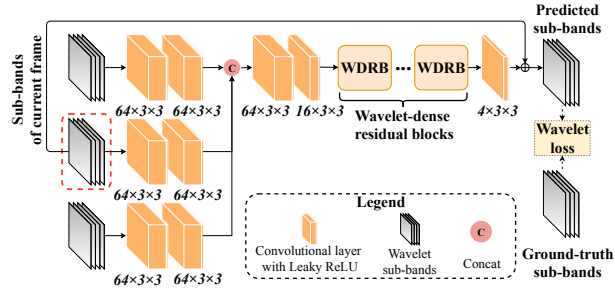 Predicted
sub-bands
Sub-bands
of current frame
C
WDRB
•••
WDRB
64×3×3
64×3×3
64×3×3
16×3×3
4×3×3
Wavelet-dense
residual blocks
Wavelet
loss
64×3×3
64×3×3
Legend
C
Convolutional layer
with Leaky ReLU
Wavelet
sub-bands
Concat
Ground-truth
sub-bands
64×3×3
64×3×3